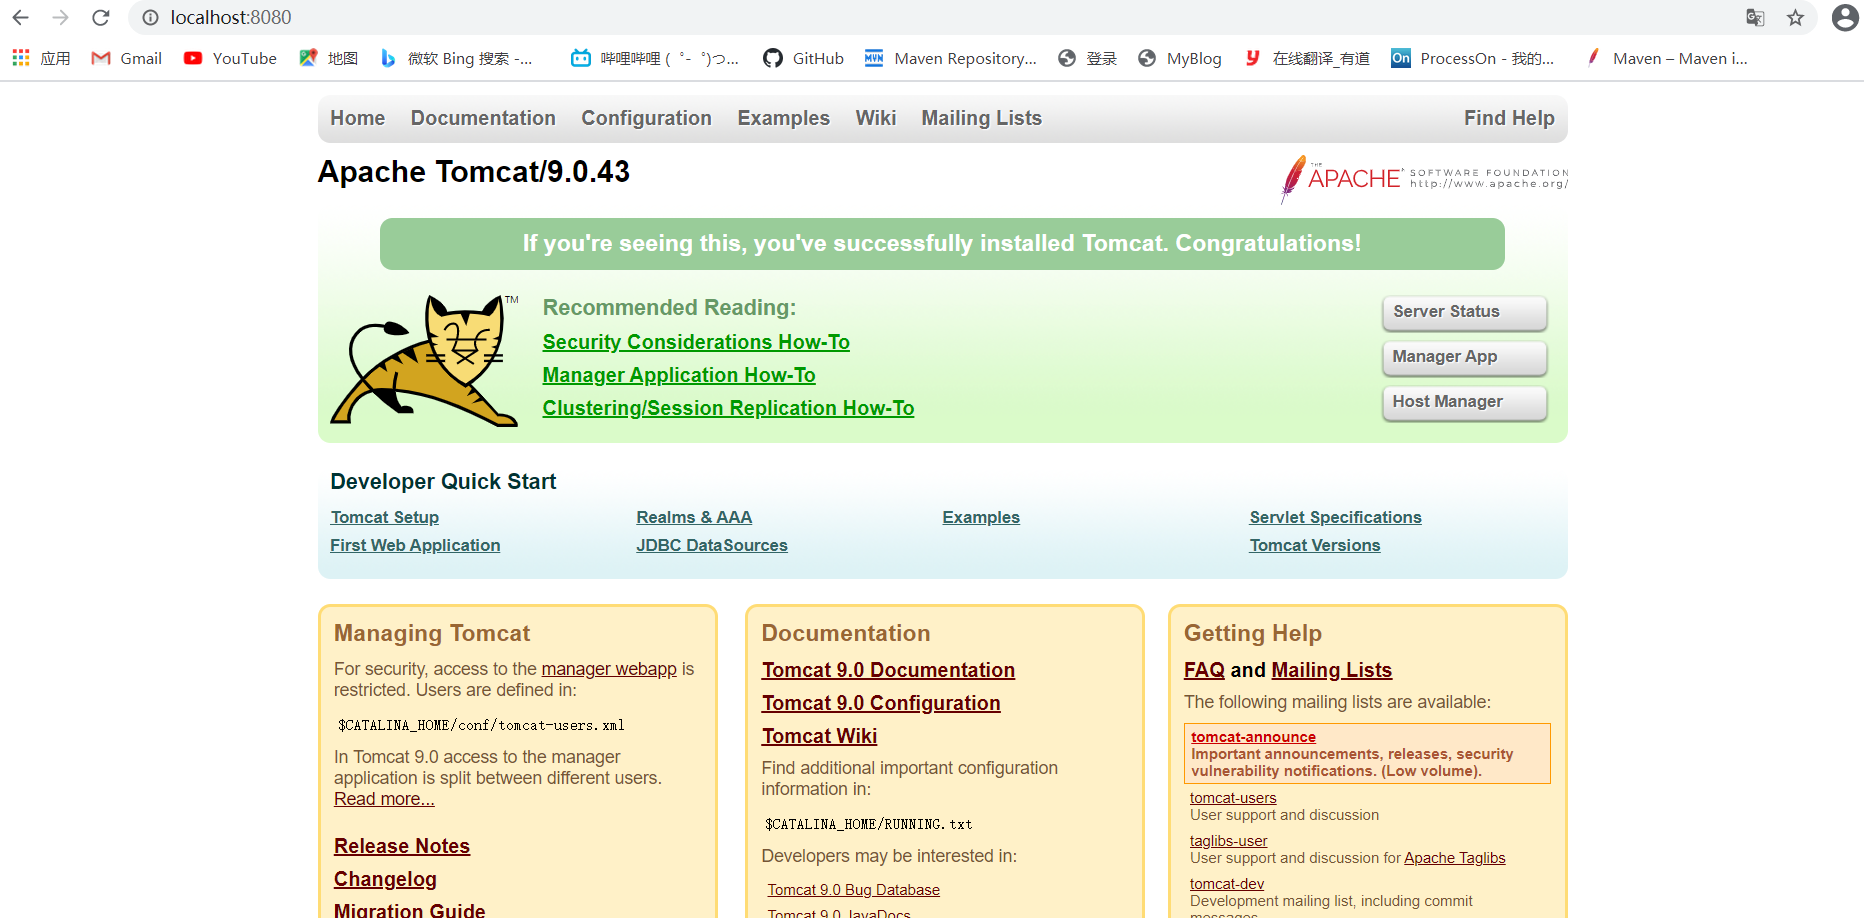 localhost:8080
应用 Gmail YouTube 地图 微软 Bing 搜索 -... 哔哩哔哩 (゜-゜)つ... GitHub Maven Repository... 登录 MyBlog 在线翻译_有道 ProcessOn - 我的... Maven – Maven i...
Home Documentation Configuration Examples Wiki Mailing Lists Find Help
Apache Tomcat/9.0.43
THE APACHE SOFTWARE FOUNDATION
http://www.apache.org/
If you're seeing this, you've successfully installed Tomcat. Congratulations!
TM
Recommended Reading:
Security Considerations How-To
Manager Application How-To
Clustering/Session Replication How-To
Server Status
Manager App
Host Manager
Developer Quick Start
Tomcat Setup
First Web Application
Realms & AAA
JDBC DataSources
Examples
Servlet Specifications
Tomcat Versions
Managing Tomcat
For security, access to the manager webapp is
restricted. Users are defined in:
$CATALINA_HOME/conf/tomcat-users.xml
In Tomcat 9.0 access to the manager
application is split between different users.
Read more...
Release Notes
Changelog
Migration Guide
Documentation
Tomcat 9.0 Documentation
Tomcat 9.0 Configuration
Tomcat Wiki
Find additional important configuration
information in:
$CATALINA_HOME/RUNNING.txt
Developers may be interested in:
Tomcat 9.0 Bug Database
Tomcat 9.0 JavaDocs
Getting Help
FAQ and Mailing Lists
The following mailing lists are available:
tomcat-announce
Important announcements, releases, security
vulnerability notifications. (Low volume).
tomcat-users
User support and discussion
taglibs-user
User support and discussion for Apache Taglibs
tomcat-dev
Development mailing list, including commit
messages